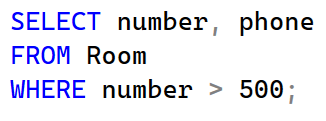 SELECT number, phone
FROM Room
WHERE number > 500;